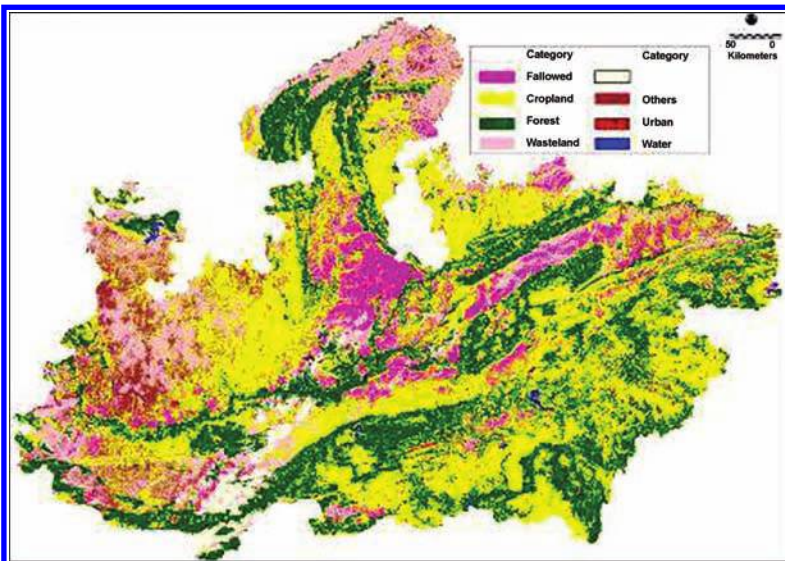 50 0
Kilometers
Category Category
Fallowed
Cropland Others
Forest Urban
Wasteland Water